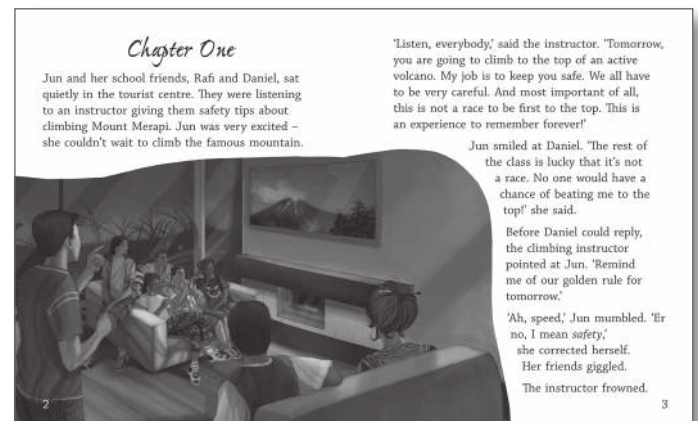 Chapter One
Jun and her school friends, Rafi and Daniel, sat
quietly in the tourist centre. They were listening
to an instructor giving them safety tips about
climbing Mount Merapi. Jun was very excited –
she couldn't wait to climb the famous mountain.
2
‘Listen, everybody,’ said the instructor. ‘Tomorrow,
you are going to climb to the top of an active
volcano. My job is to keep you safe. We all have
to be very careful. And most important of all,
this is not a race to be first to the top. This is
an experience to remember forever!’
Jun smiled at Daniel. ‘The rest of
the class is lucky that it's not
a race. No one would have a
chance of beating me to the
top!’ she said.
Before Daniel could reply,
the climbing instructor
pointed at Jun. ‘Remind
me of our golden rule for
tomorrow.’
‘Ah, speed,’ Jun mumbled. ‘Er
no, I mean safety,’
she corrected herself.
Her friends giggled.
The instructor frowned.
3